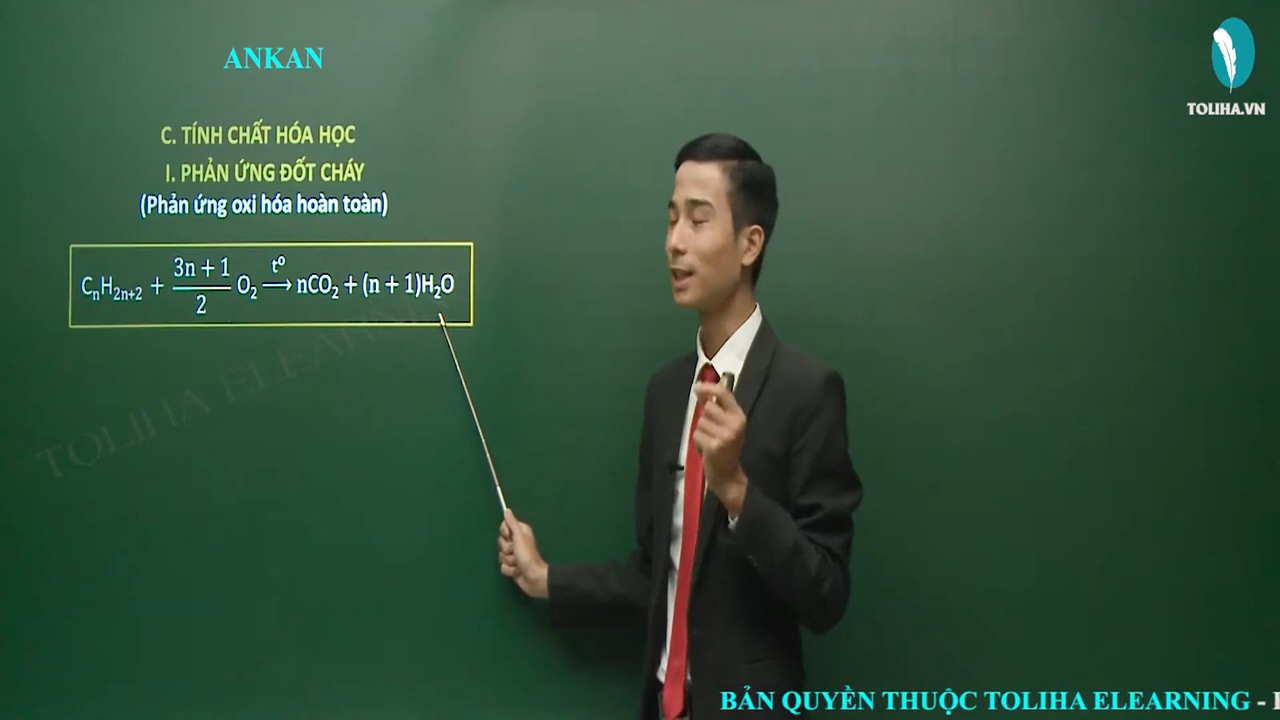 ANKAN
TOLIHA.VN
C. TÍNH CHẤT HÓA HỌC
I. PHẢN ỨNG ĐỐT CHÁY
(Phản ứng oxi hóa hoàn toàn)
CₙH₂ₙ₊₂ + (3n + 1)/2 O₂ —tº→ nCO₂ + (n + 1)H₂O
TOLIHA ELEARNING
BẢN QUYỀN THUỘC TOLIHA ELEARNING -